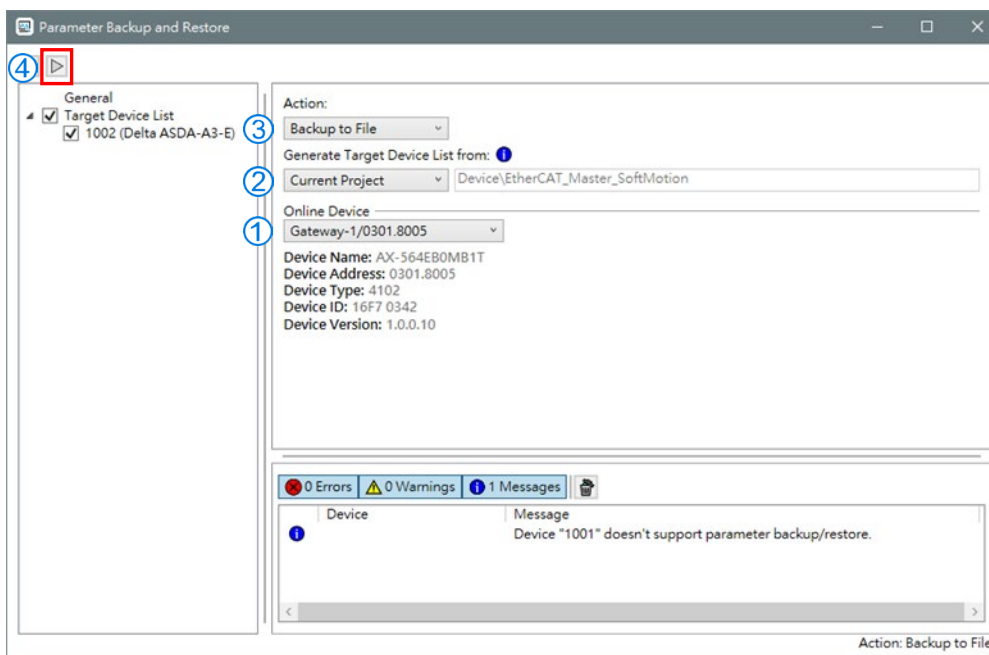 Parameter Backup and Restore
④
General
Target Device List
1002 (Delta ASDA-A3-E)
Action:
③ Backup to File
Generate Target Device List from:
② Current Project Device\EtherCAT_Master_SoftMotion
Online Device
① Gateway-1/0301.8005
Device Name: AX-564EB0MB1T
Device Address: 0301.8005
Device Type: 4102
Device ID: 16F7 0342
Device Version: 1.0.0.10
0 Errors 0 Warnings 1 Messages
Device Message
Device "1001" doesn't support parameter backup/restore.
Action: Backup to File